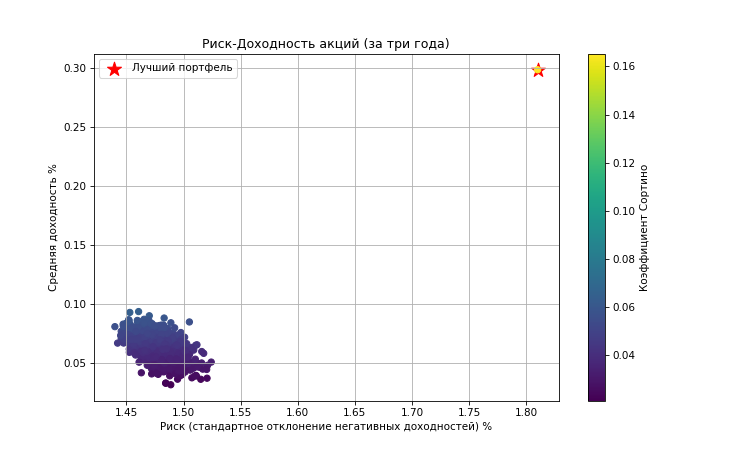 Риск-Доходность акций (за три года)
Лучший портфель
0.30
0.25
0.20
0.15
0.10
0.05
Средняя доходность %
1.45 1.50 1.55 1.60 1.65 1.70 1.75 1.80
Риск (стандартное отклонение негативных доходностей) %
0.16
0.14
0.12
0.10
0.08
0.06
0.04
Коэффициент Сортино